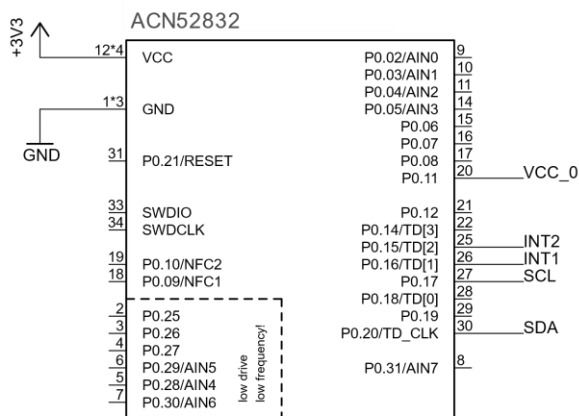 ACN52832
+3V3
12*4 VCC
1*3 GND
GND
31 P0.21/RESET
33 SWDIO
34 SWDCLK
19 P0.10/NFC2
18 P0.09/NFC1
2 P0.25
3 P0.26
4 P0.27
6 P0.29/AIN5
5 P0.28/AIN4
7 P0.30/AIN6
low drive
low frequency!
P0.02/AIN0 9
P0.03/AIN1 10
P0.04/AIN2 11
P0.05/AIN3 14
P0.06 15
P0.07 16
P0.08 17
P0.11 20 VCC_0
P0.12 21
P0.14/TD[3] 22
P0.15/TD[2] 25 INT2
P0.16/TD[1] 26 INT1
P0.17 27 SCL
P0.18/TD[0] 28
P0.19 29
P0.20/TD_CLK 30 SDA
P0.31/AIN7 8